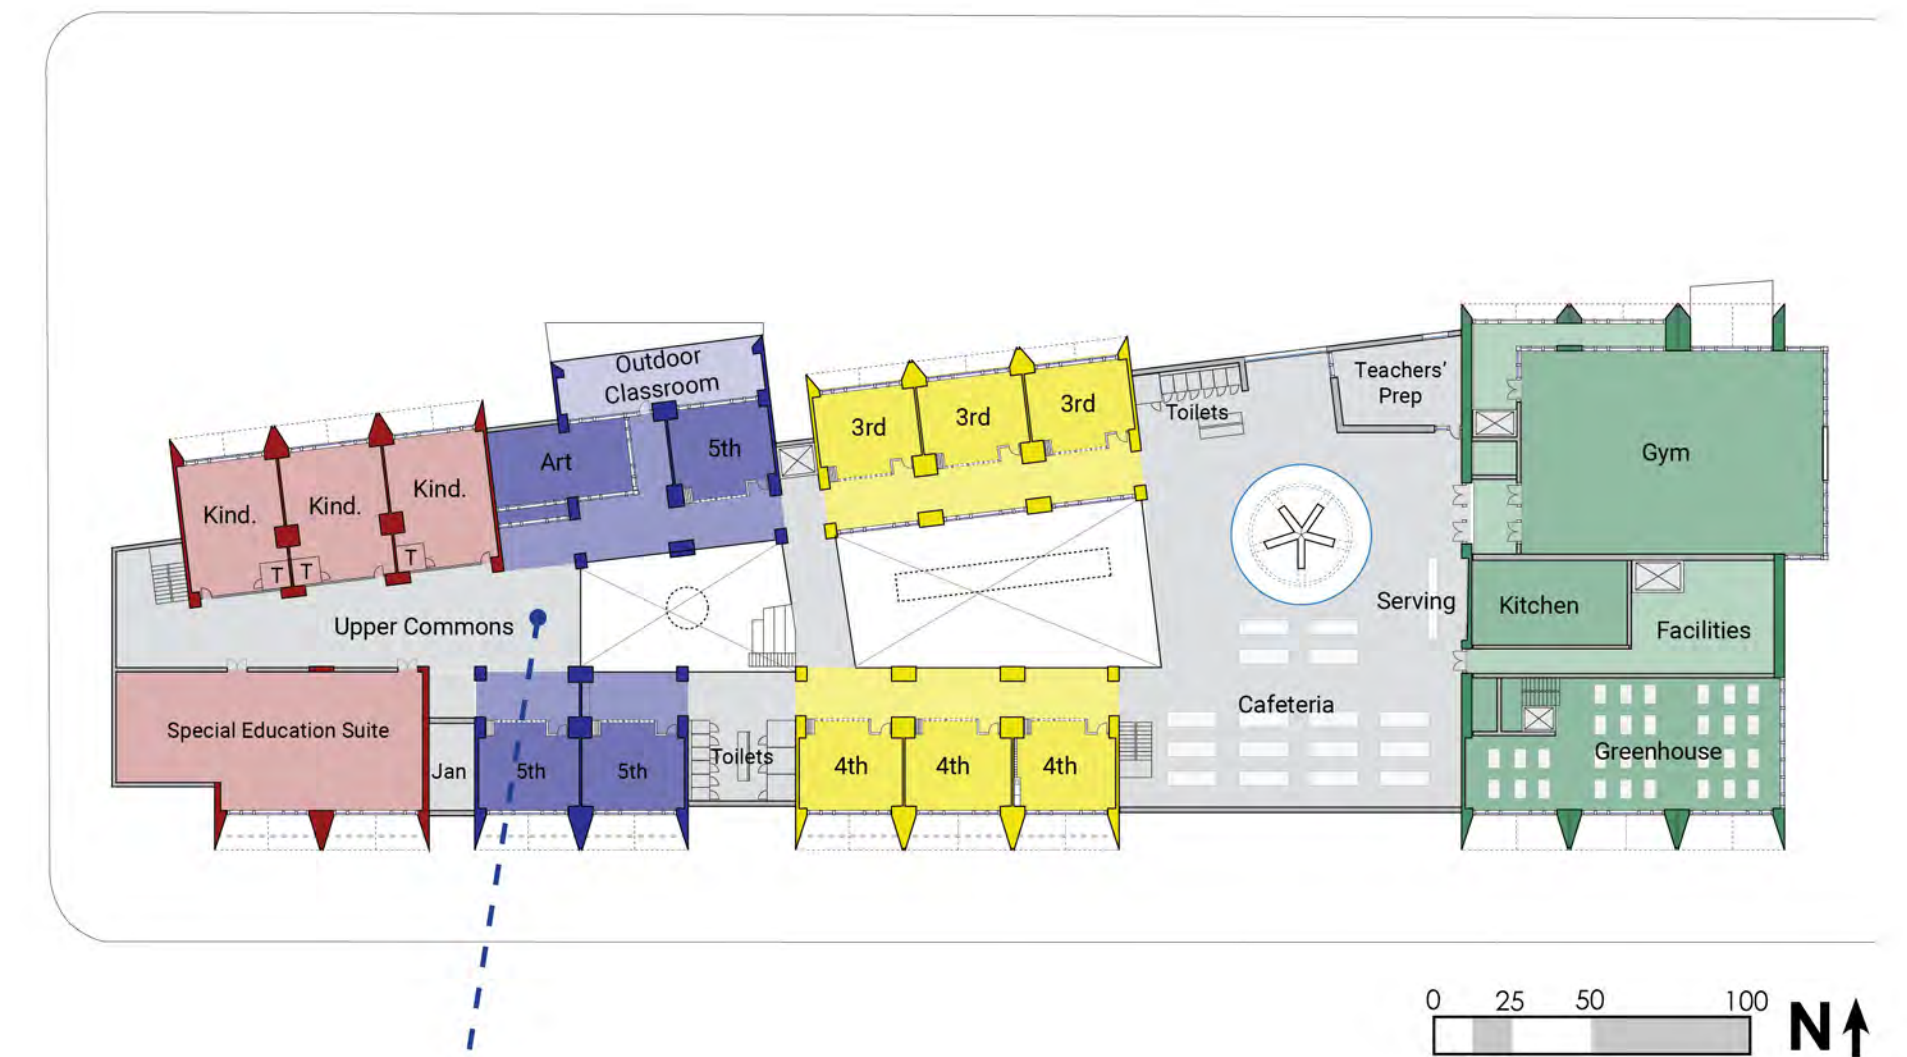 Outdoor
Classroom
Kind.
Kind.
Kind.
Art
5th
3rd
3rd
3rd
Toilets
Teachers’
Prep
Gym
T
T
T
Upper Commons
Serving
Kitchen
Facilities
Special Education Suite
Jan
5th
5th
Toilets
4th
4th
4th
Cafeteria
Greenhouse
0 25 50 100
N